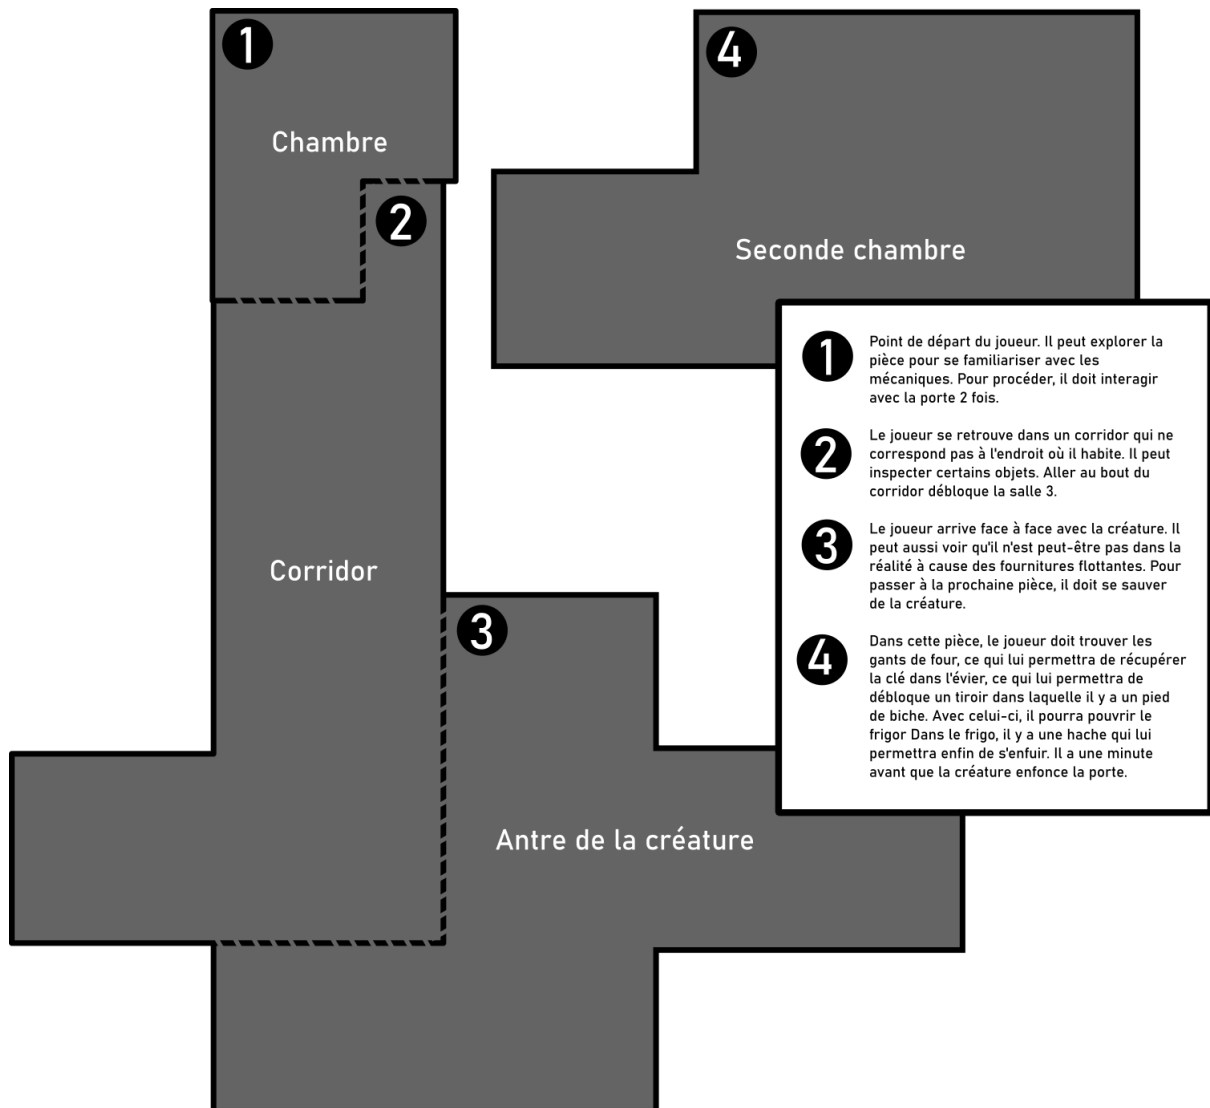 1
4
Chambre
2
Seconde chambre
Corridor
3
Antre de la créature
1
Point de départ du joueur. Il peut explorer la
pièce pour se familiariser avec les
mécaniques. Pour procéder, il doit interagir
avec la porte 2 fois.
2
Le joueur se retrouve dans un corridor qui ne
correspond pas à l'endroit où il habite. Il peut
inspecter certains objets. Aller au bout du
corridor débloque la salle 3.
3
Le joueur arrive face à face avec la créature. Il
peut aussi voir qu'il n'est peut-être pas dans la
réalité à cause des fournitures flottantes. Pour
passer à la prochaine pièce, il doit se sauver
de la créature.
4
Dans cette pièce, le joueur doit trouver les
gants de four, ce qui lui permettra de récupérer
la clé dans l'évier, ce qui lui permettra de
débloque un tiroir dans laquelle il y a un pied
de biche. Avec celui-ci, il pourra pouvrir le
frigor Dans le frigo, il y a une hache qui lui
permettra enfin de s'enfuir. Il a une minute
avant que la créature enfonce la porte.